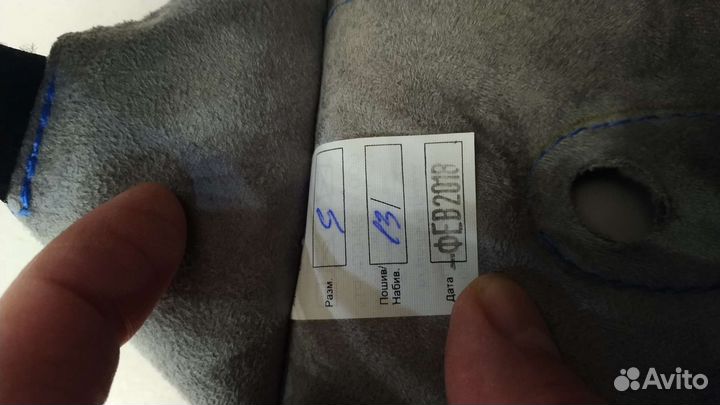 Разм. S
Пошив/Набив. 13/
Дата ФЕВ2018
Avito